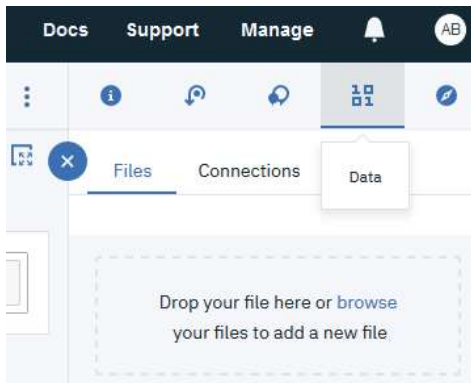 Docs Support Manage AB
Files Connections Data
Drop your file here or browse
your files to add a new file